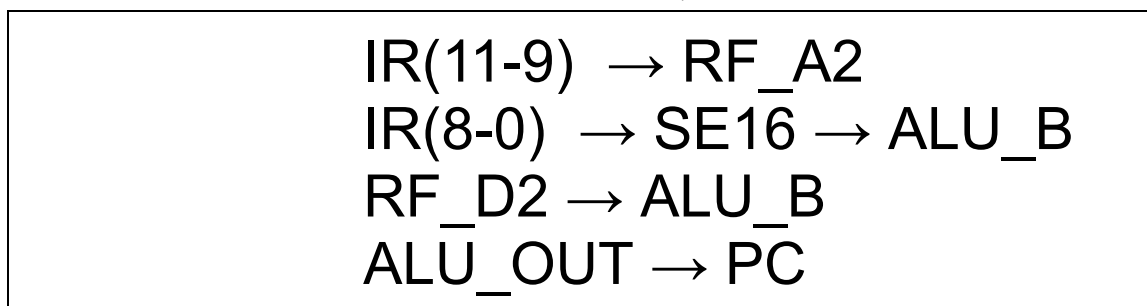 IR(11-9) → RF_A2
IR(8-0) → SE16 → ALU_B
RF_D2 → ALU_B
ALU_OUT → PC